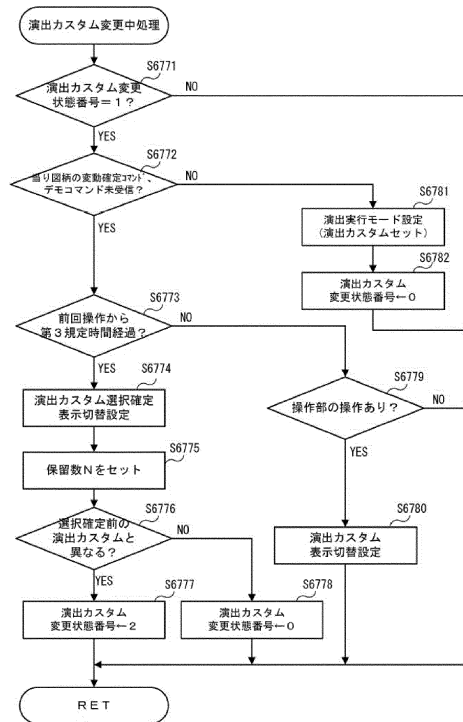 演出カスタム変更中処理
S6771
演出カスタム変更
状態番号＝１？
NO
YES
S6772
当り図柄の変動確定ｺﾏﾝﾄﾞ、
デモコマンド未受信？
NO
YES
S6781
演出実行モード設定
(演出カスタムセット)
S6782
演出カスタム
変更状態番号←０
S6773
前回操作から
第３規定時間経過？
NO
YES
S6774
演出カスタム選択確定
表示切替設定
S6779
操作部の操作あり？
NO
YES
S6775
保留数Ｎをセット
S6776
選択確定前の
演出カスタムと
異なる？
NO
YES
S6780
演出カスタム
表示切替設定
S6777
演出カスタム
変更状態番号←２
S6778
演出カスタム
変更状態番号←０
ＲＥＴ